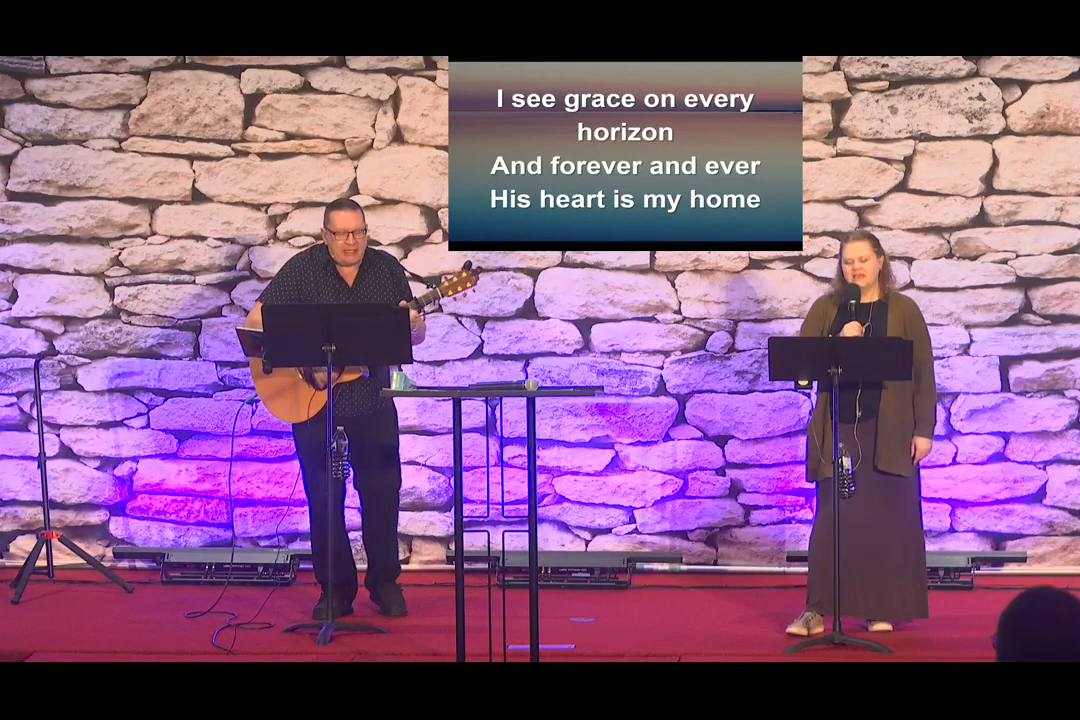 I see grace on every
horizon
And forever and ever
His heart is my home